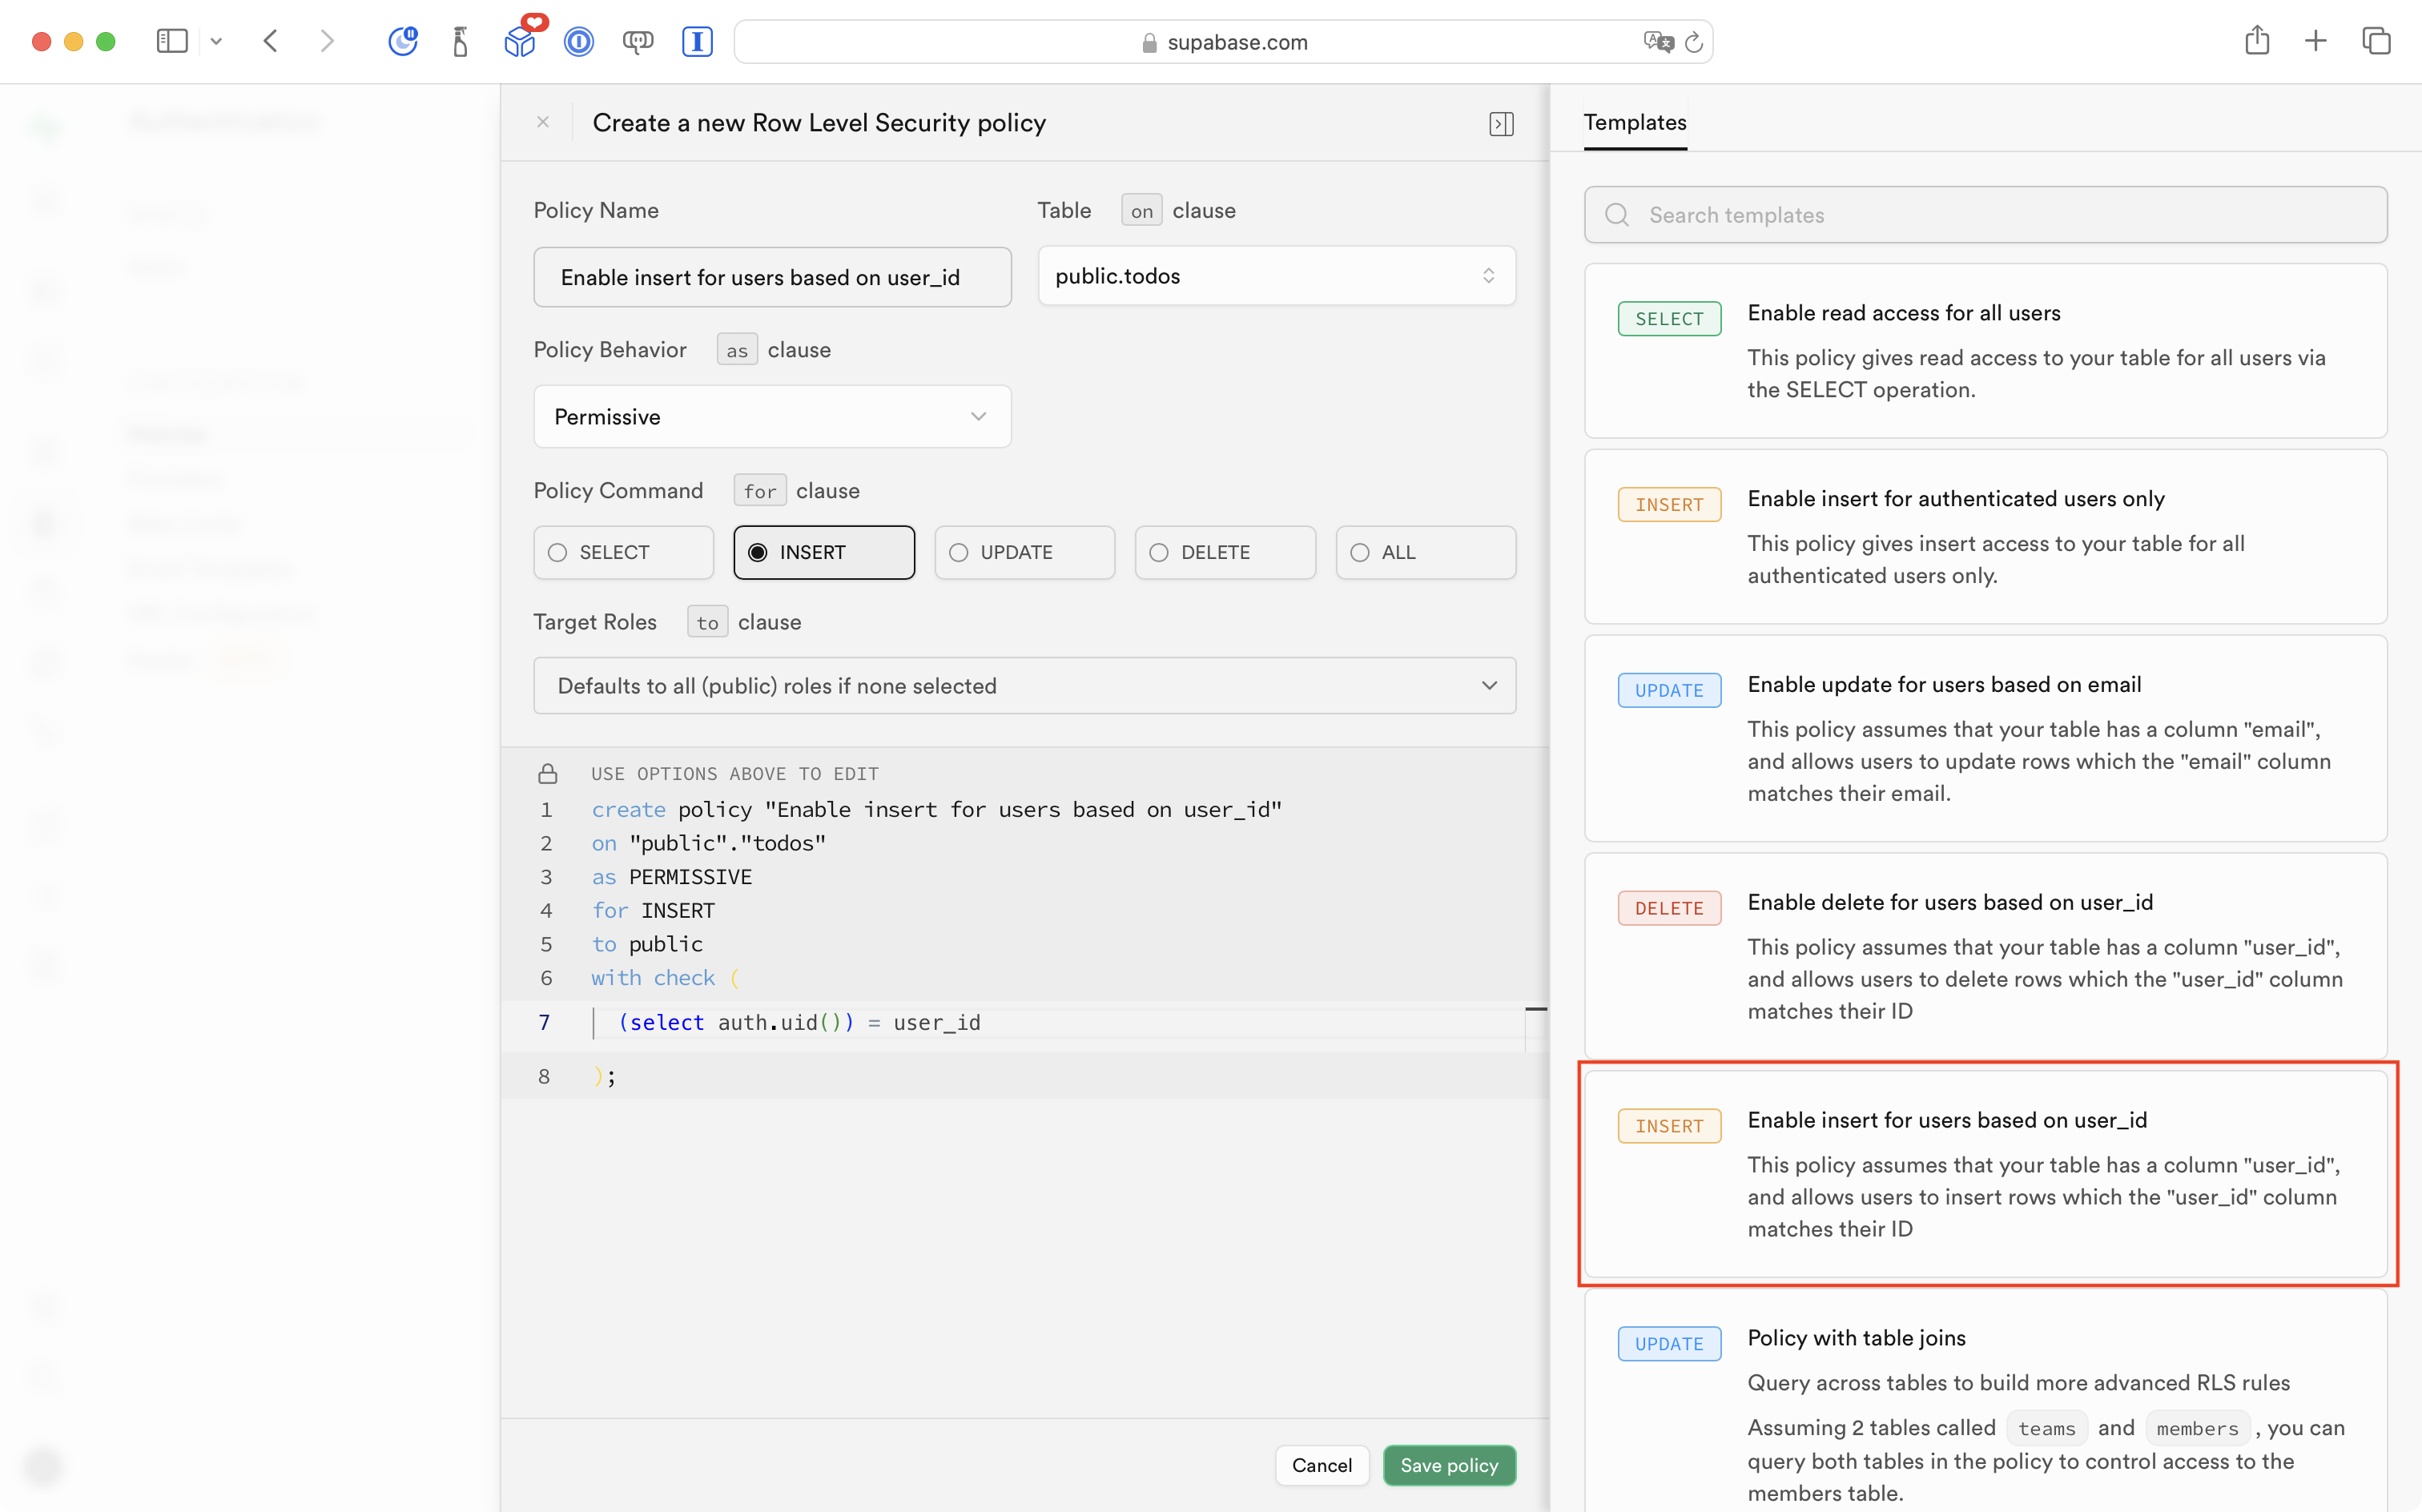 supabase.com
Create a new Row Level Security policy
Policy Name
Table on clause
Enable insert for users based on user_id
public.todos
Policy Behavior as clause
Permissive
Policy Command for clause
SELECT
INSERT
UPDATE
DELETE
ALL
Target Roles to clause
Defaults to all (public) roles if none selected
USE OPTIONS ABOVE TO EDIT
1 create policy "Enable insert for users based on user_id"
2 on "public"."todos"
3 as PERMISSIVE
4 for INSERT
5 to public
6 with check (
7 (select auth.uid()) = user_id
8 );
Cancel
Save policy
Templates
Search templates
SELECT
Enable read access for all users
This policy gives read access to your table for all users via
the SELECT operation.
INSERT
Enable insert for authenticated users only
This policy gives insert access to your table for all
authenticated users only.
UPDATE
Enable update for users based on email
This policy assumes that your table has a column "email",
and allows users to update rows which the "email" column
matches their email.
DELETE
Enable delete for users based on user_id
This policy assumes that your table has a column "user_id",
and allows users to delete rows which the "user_id" column
matches their ID
INSERT
Enable insert for users based on user_id
This policy assumes that your table has a column "user_id",
and allows users to insert rows which the "user_id" column
matches their ID
UPDATE
Policy with table joins
Query across tables to build more advanced RLS rules
Assuming 2 tables called teams and members , you can
query both tables in the policy to control access to the
members table.